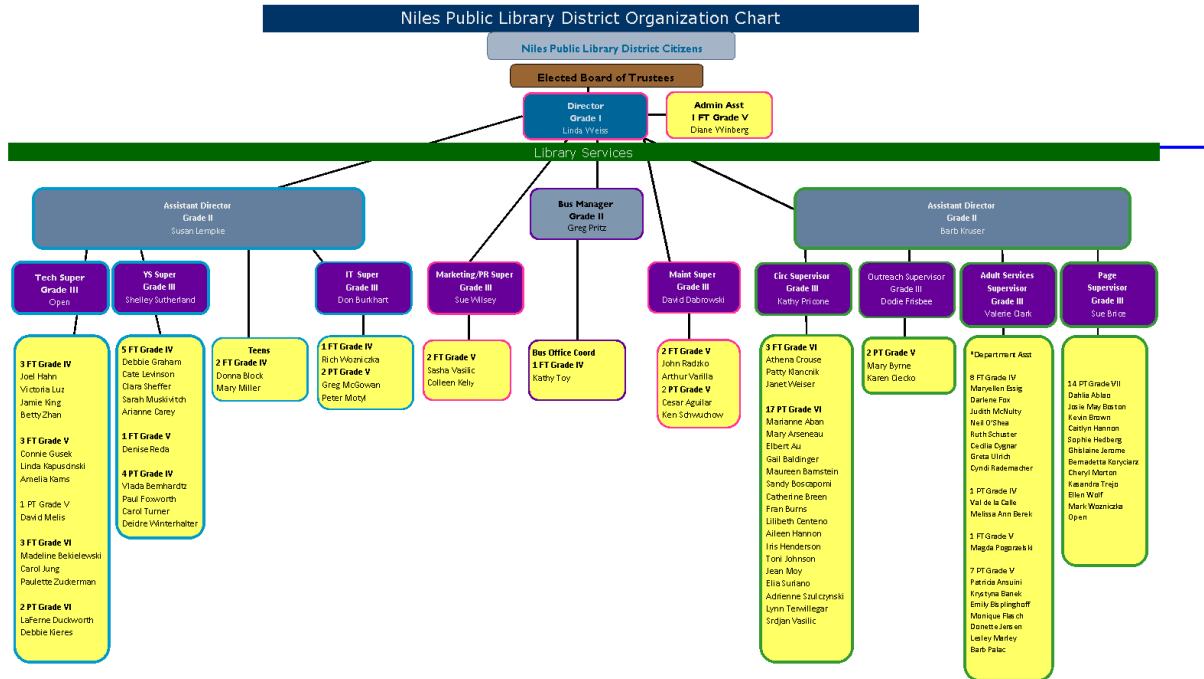 Niles Public Library District Organization Chart
Niles Public Library District Citizens
Elected Board of Trustees
Director
Grade I
Linda Weiss
Admin Asst
1 FT Grade V
Diane Winberg
Library Services
Assistant Director
Grade II
Susan Lempke
Bus Manager
Grade II
Greg Pritz
Assistant Director
Grade II
Barb Kruser
Tech Super
Grade III
Open
YS Super
Grade III
Shelley Sutherland
IT Super
Grade III
Don Burkhart
Marketing/PR Super
Grade III
Sue Wilsey
Maint Super
Grade III
David Dabrowski
Circ Supervisor
Grade III
Kathy Pricone
Outreach Supervisor
Grade III
Dodie Frisbee
Adult Services
Supervisor
Grade III
Valerie Clark
Page
Supervisor
Grade III
Sue Brice
3 FT Grade IV
Joel Hahn
Victoria Luz
Jamie King
Betty Zhan
3 FT Grade V
Connie Gusek
Linda Kapusdnski
Amelia Kams
1 PT Grade V
David Melis
3 FT Grade VI
Madeline Bekielewski
Carol Jung
Paulette Zuckerman
2 PT Grade VI
LaFerne Duckworth
Debbie Kieres
5 FT Grade IV
Debbie Graham
Cate Levinson
Clara Sheffer
Sarah Muskivitch
Arianne Carey
1 FT Grade V
Denise Reda
4 PT Grade IV
Vlada Bernhardtz
Paul Foxworth
Carol Turner
Deidre Winterhalter
Teens
2 FT Grade IV
Donna Block
Mary Miller
1 FT Grade IV
Rich Wozniczka
2 PT Grade V
Greg McGowan
Peter Motyl
2 FT Grade V
Sasha Vasilic
Colleen Kelly
Bus Office Coord
1 FT Grade IV
Kathy Toy
2 FT Grade V
John Radzko
Arthur Varilla
2 PT Grade V
Cesar Aguilar
Ken Schwuchow
3 FT Grade VI
Athena Crouse
Patty Klancnik
Janet Weiser
17 PT Grade VI
Marianne Aban
Mary Arseneau
Elbert Au
Gail Baldinger
Maureen Barnstein
Sandy Boscapomi
Catherine Breen
Fran Burns
Lilibeth Centeno
Aileen Hannon
Iris Henderson
Toni Johnson
Jean Moy
Elia Suriano
Adrienne Szulczynski
Lynn Terwillegar
Srdjan Vasilic
2 PT Grade V
Mary Byrne
Karen Ciecko
*Department Asst
8 FT Grade IV
Maryellen Essig
Darlene Fox
Judith McNulty
Neil O'Shea
Ruth Schuster
Cecilia Cygnar
Greta Ulrich
Cyndi Rademacher
1 PT Grade IV
Val de la Calle
Melissa Ann Berek
1 FT Grade V
Magda Pogorzelski
7 PT Grade V
Patricia Ansuini
Krystyna Banek
Emily Bisplinghoff
Monique Flasch
Donette Jensen
Lesley Marley
Barb Palac
14 PT Grade VII
Dahlia Ablao
Josie May Boston
Kevin Brown
Caitlyn Hannon
Sophie Hedberg
Ghislaine Jerome
Bernadetta Koryciarz
Cheryl Morton
Kasandra Trejo
Ellen Wolf
Mark Wozniczka
Open